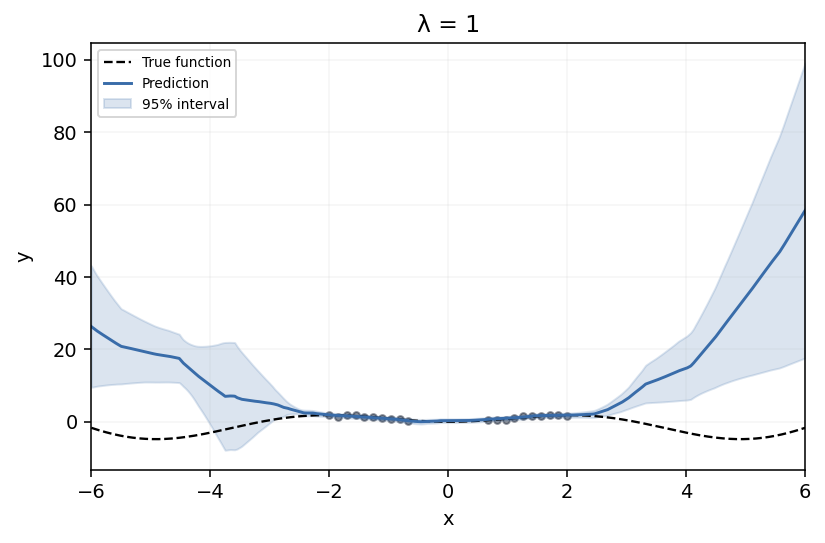 λ = 1
100
80
60
40
20
0
y
True function
Prediction
95% interval
−6
−4
−2
0
2
4
6
x